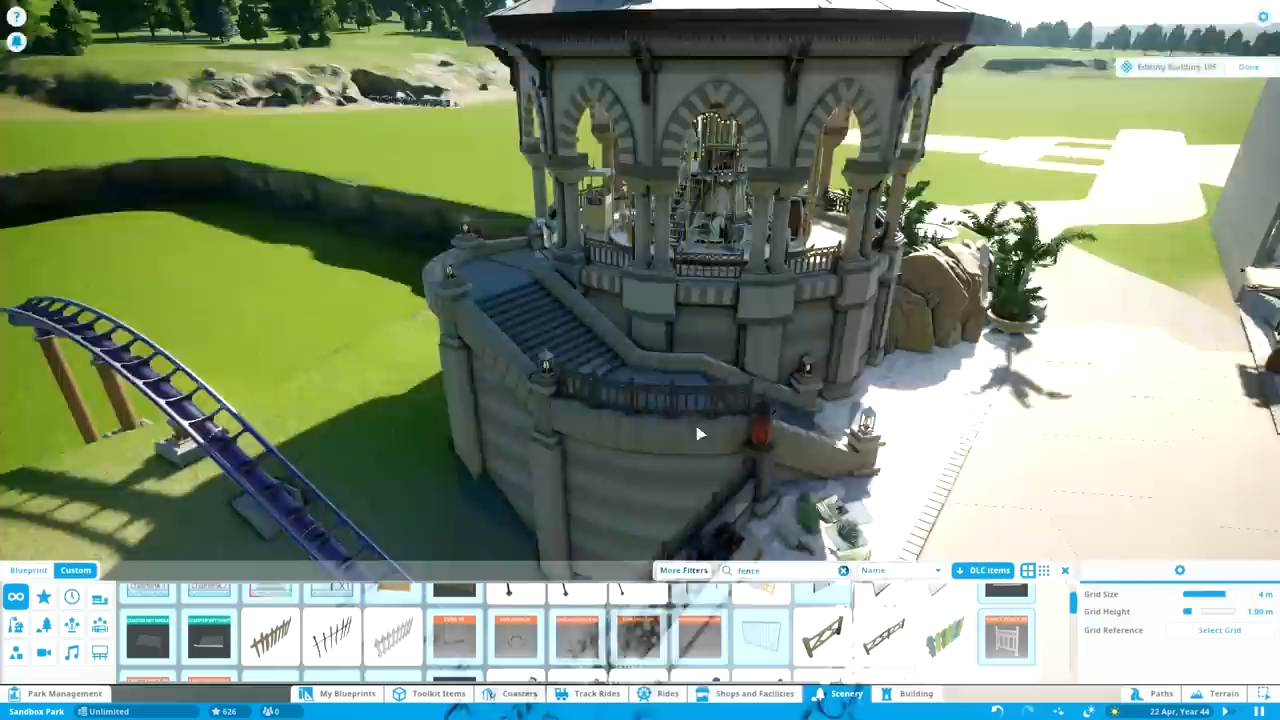 Editing Building 195 Done
Blueprint Custom More Filters fence Name DLC items
Grid Size 4 m
Grid Height 1.00 m
Grid Reference Select Grid
Park Management My Blueprints Toolkit Items Coasters Track Rides Rides Shops and Facilities Scenery Building Paths Terrain
Sandbox Park Unlimited 626 0 22 Apr, Year 44